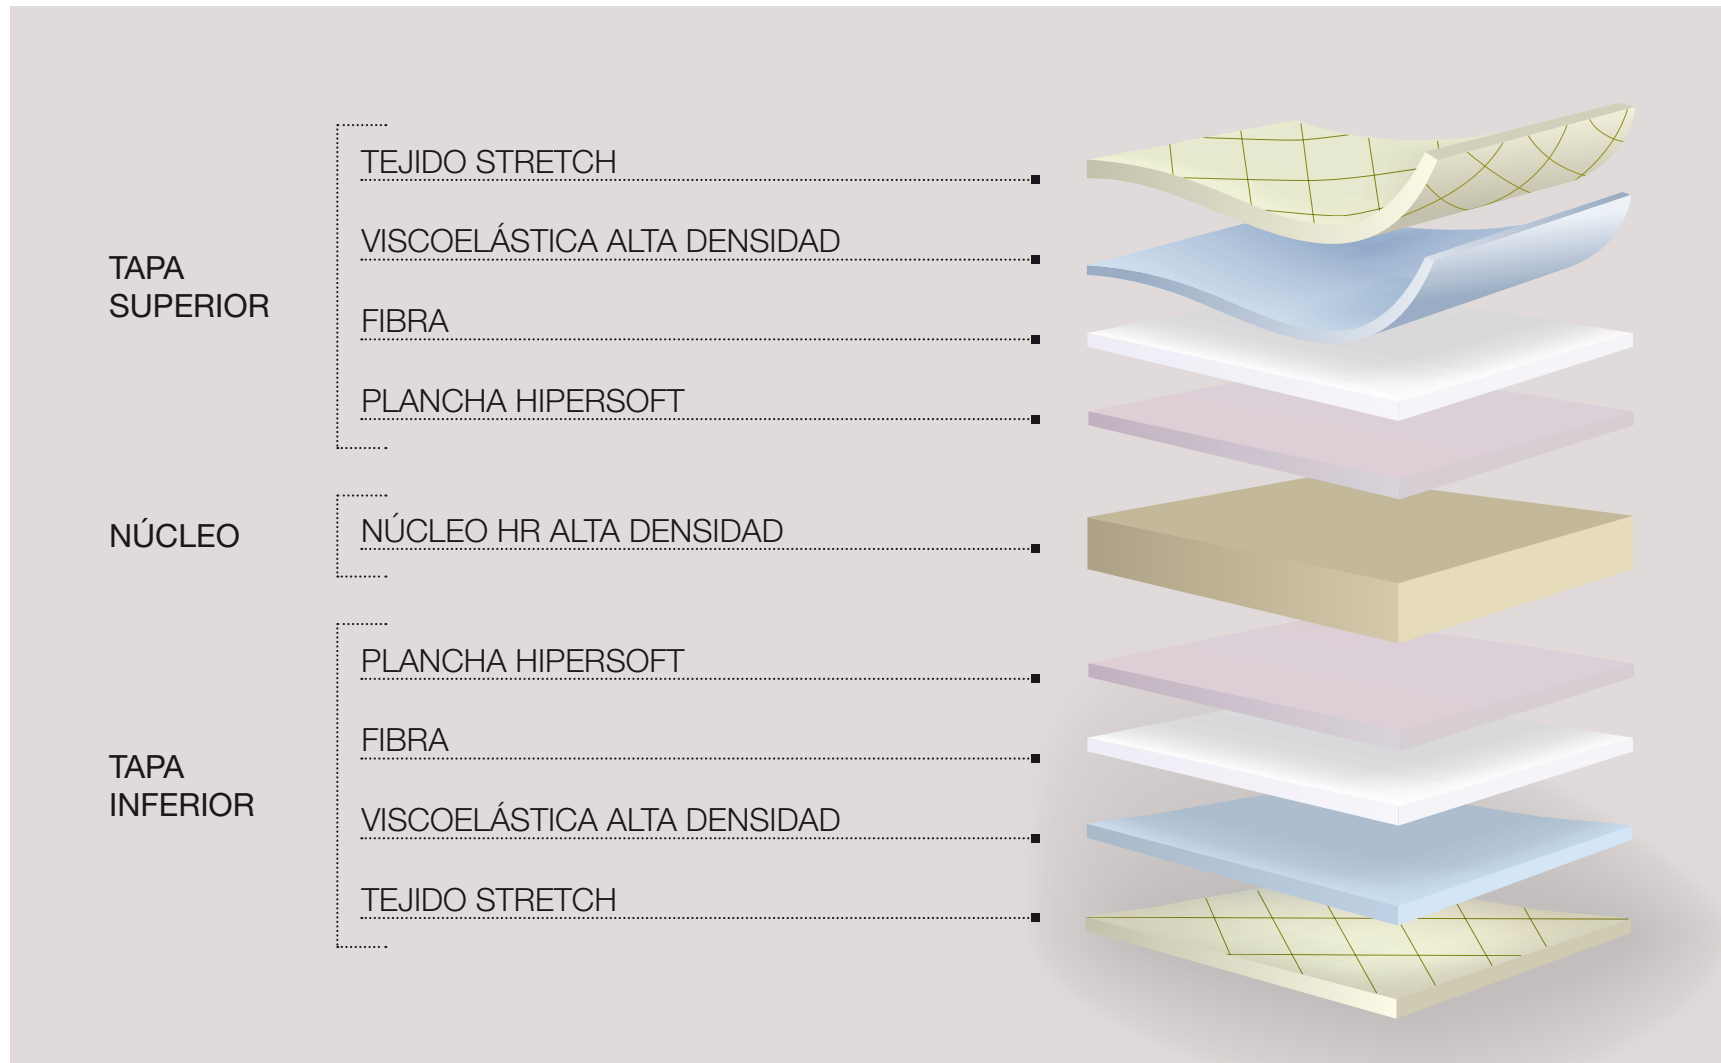 TAPA
SUPERIOR
TEJIDO STRETCH
VISCOELÁSTICA ALTA DENSIDAD
FIBRA
PLANCHA HIPERSOFT
NÚCLEO
NÚCLEO HR ALTA DENSIDAD
TAPA
INFERIOR
PLANCHA HIPERSOFT
FIBRA
VISCOELÁSTICA ALTA DENSIDAD
TEJIDO STRETCH